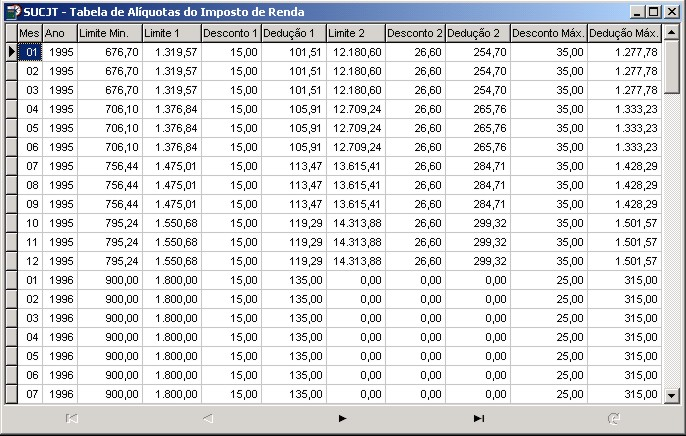 SUCJT - Tabela de Alíquotas do Imposto de Renda
Mes Ano Limite Min. Limite 1 Desconto 1 Dedução 1 Limite 2 Desconto 2 Dedução 2 Desconto Máx. Dedução Máx.
01 1995 676,70 1.319,57 15,00 101,51 12.180,60 26,60 254,70 35,00 1.277,78
02 1995 676,70 1.319,57 15,00 101,51 12.180,60 26,60 254,70 35,00 1.277,78
03 1995 676,70 1.319,57 15,00 101,51 12.180,60 26,60 254,70 35,00 1.277,78
04 1995 706,10 1.376,84 15,00 105,91 12.709,24 26,60 265,76 35,00 1.333,23
05 1995 706,10 1.376,84 15,00 105,91 12.709,24 26,60 265,76 35,00 1.333,23
06 1995 706,10 1.376,84 15,00 105,91 12.709,24 26,60 265,76 35,00 1.333,23
07 1995 756,44 1.475,01 15,00 113,47 13.615,41 26,60 284,71 35,00 1.428,29
08 1995 756,44 1.475,01 15,00 113,47 13.615,41 26,60 284,71 35,00 1.428,29
09 1995 756,44 1.475,01 15,00 113,47 13.615,41 26,60 284,71 35,00 1.428,29
10 1995 795,24 1.550,68 15,00 119,29 14.313,88 26,60 299,32 35,00 1.501,57
11 1995 795,24 1.550,68 15,00 119,29 14.313,88 26,60 299,32 35,00 1.501,57
12 1995 795,24 1.550,68 15,00 119,29 14.313,88 26,60 299,32 35,00 1.501,57
01 1996 900,00 1.800,00 15,00 135,00 0,00 0,00 0,00 25,00 315,00
02 1996 900,00 1.800,00 15,00 135,00 0,00 0,00 0,00 25,00 315,00
03 1996 900,00 1.800,00 15,00 135,00 0,00 0,00 0,00 25,00 315,00
04 1996 900,00 1.800,00 15,00 135,00 0,00 0,00 0,00 25,00 315,00
05 1996 900,00 1.800,00 15,00 135,00 0,00 0,00 0,00 25,00 315,00
06 1996 900,00 1.800,00 15,00 135,00 0,00 0,00 0,00 25,00 315,00
07 1996 900,00 1.800,00 15,00 135,00 0,00 0,00 0,00 25,00 315,00